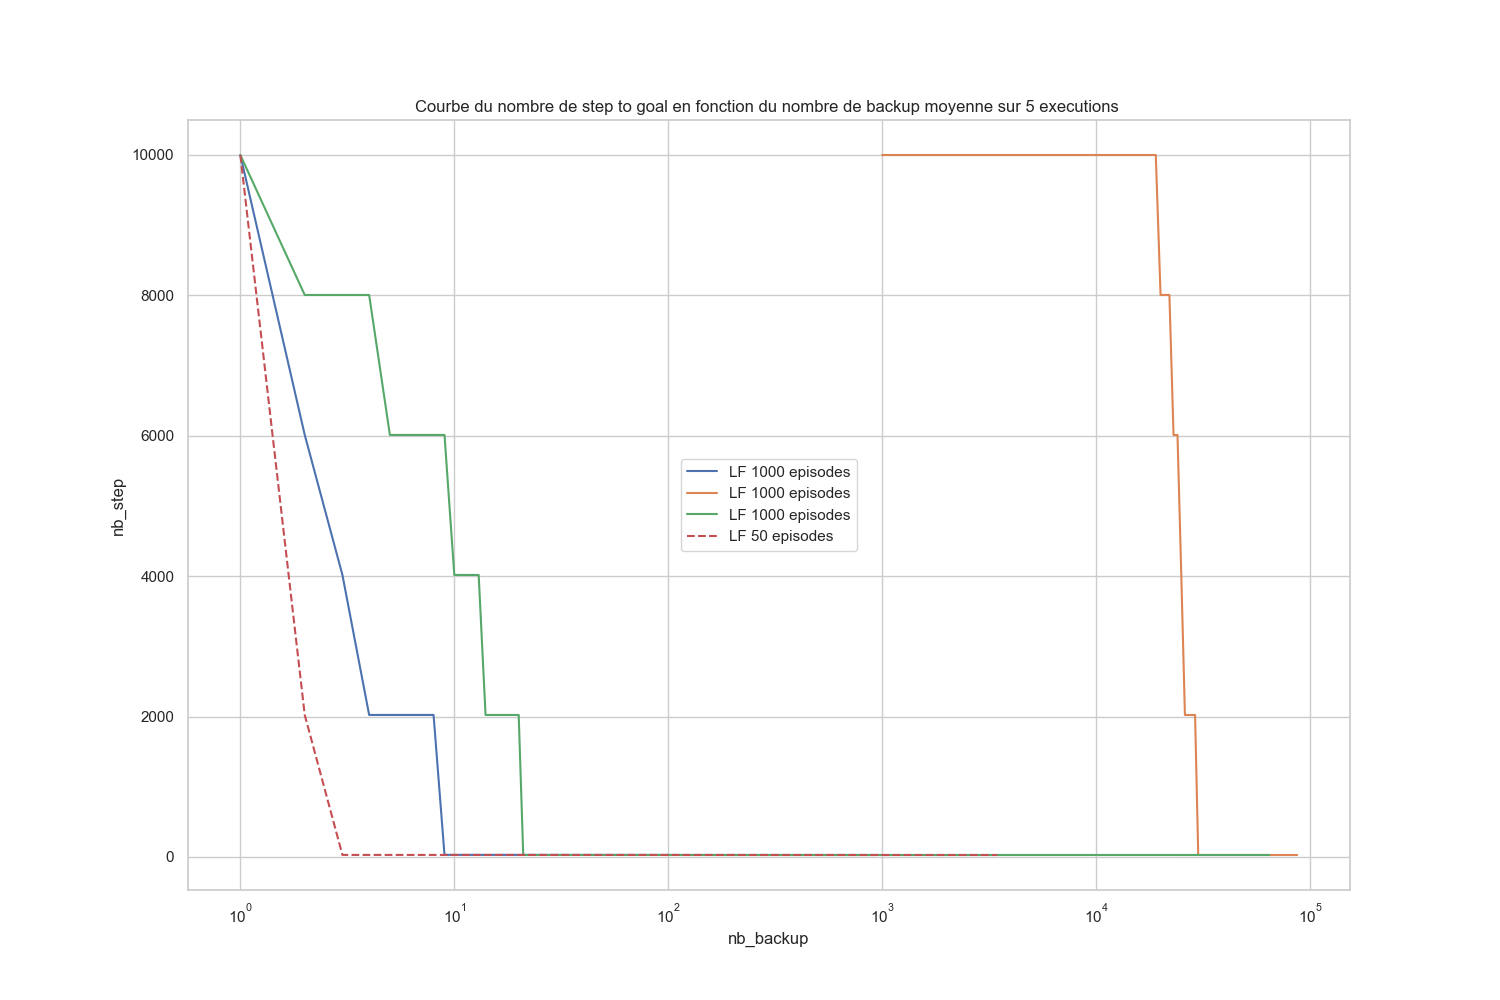 Courbe du nombre de step to goal en fonction du nombre de backup moyenne sur 5 executions
10000
8000
6000
4000
2000
0
nb_step
LF 1000 episodes
LF 1000 episodes
LF 1000 episodes
LF 50 episodes
10^0 10^1 10^2 10^3 10^4 10^5
nb_backup